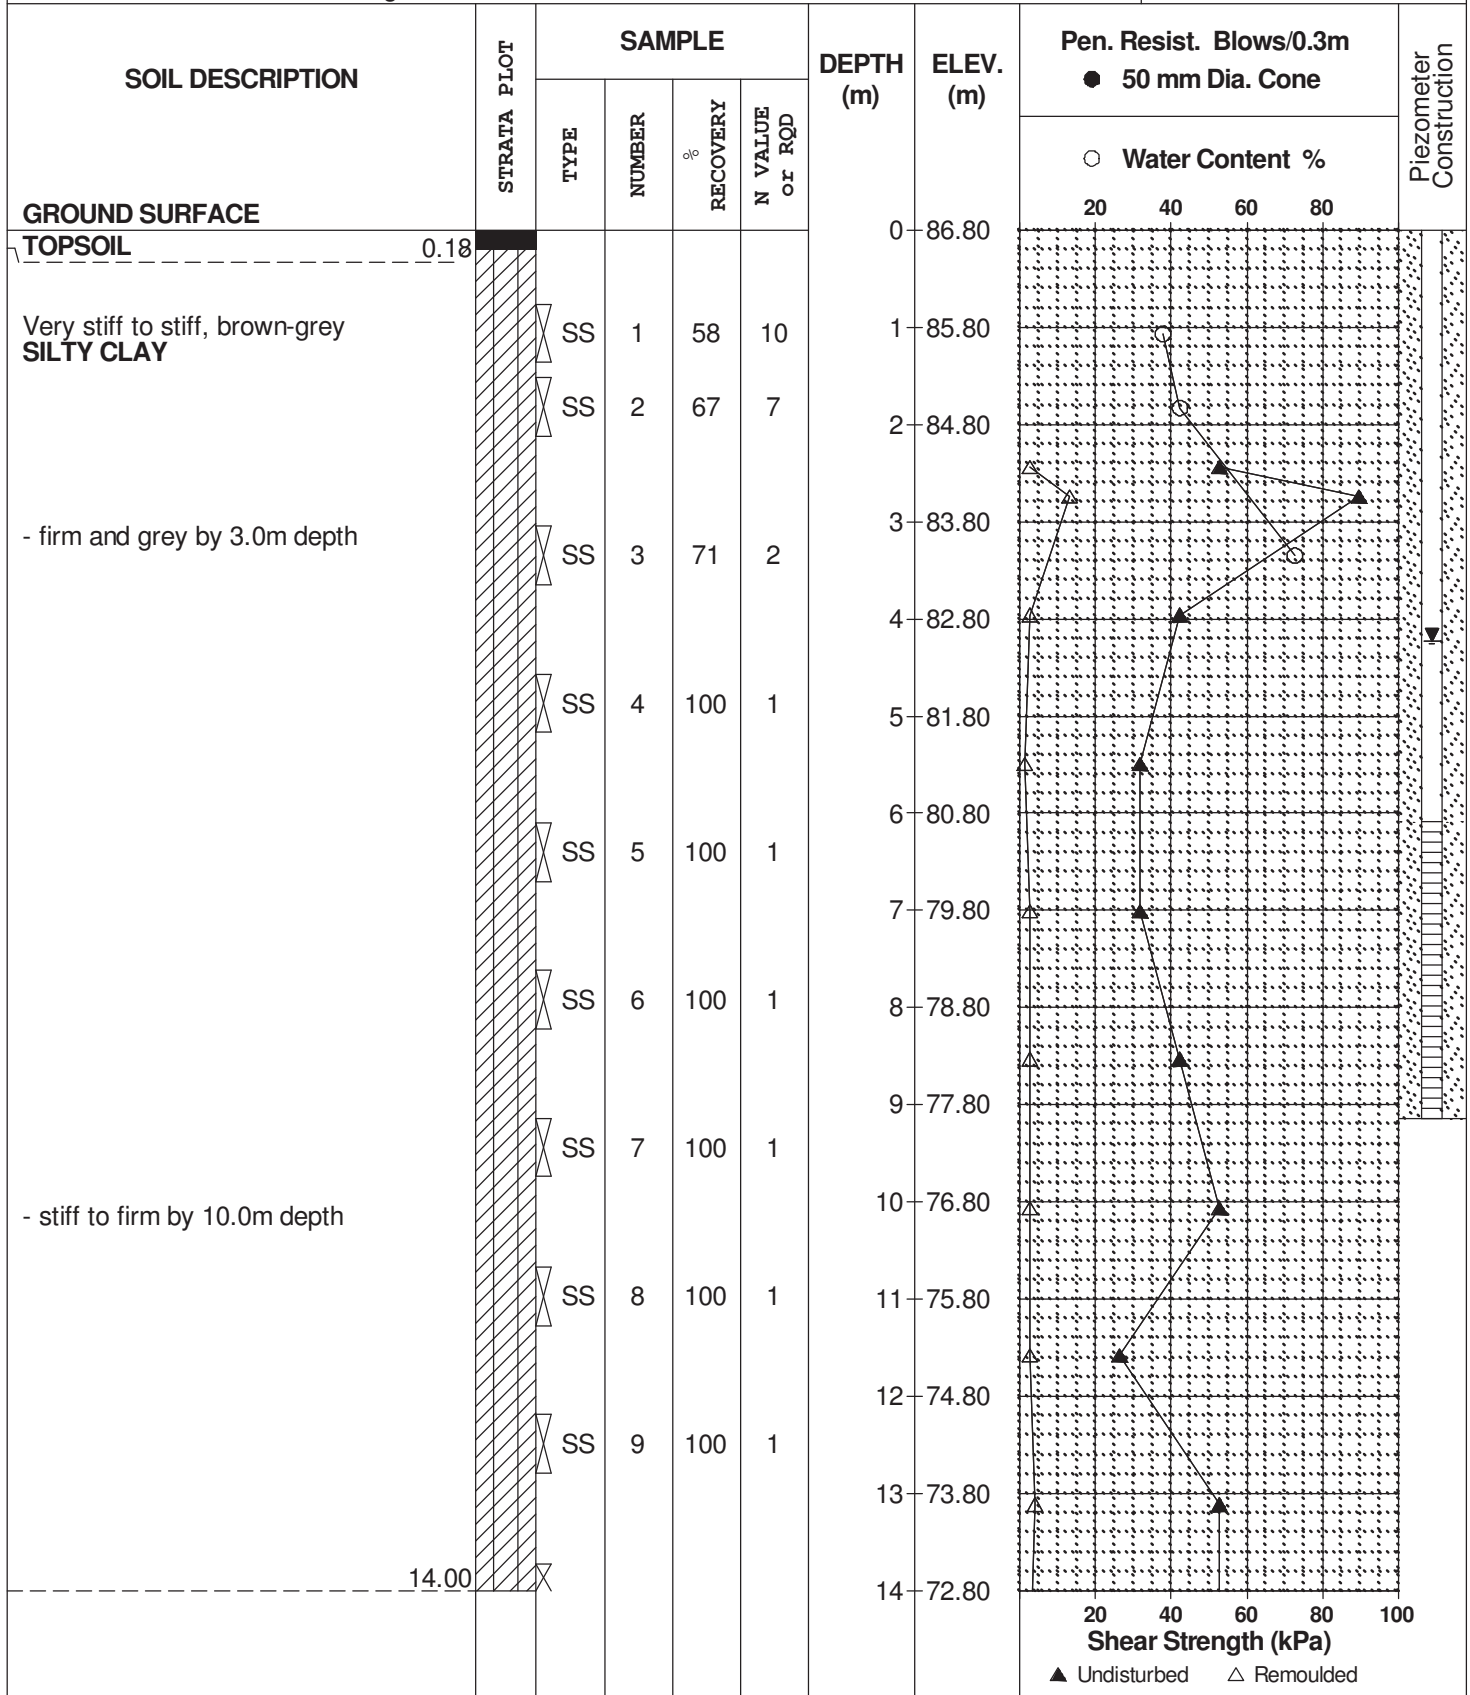 SOIL DESCRIPTION
STRATA PLOT
SAMPLE
TYPE
NUMBER
%
RECOVERY
N VALUE
or RQD
DEPTH
(m)
ELEV.
(m)
Pen. Resist. Blows/0.3m
● 50 mm Dia. Cone
○ Water Content %
20 40 60 80
Piezometer
Construction
GROUND SURFACE
0 86.80
TOPSOIL 0.18
Very stiff to stiff, brown-grey
SILTY CLAY
SS 1 58 10
1 85.80
SS 2 67 7
2 84.80
3 83.80
- firm and grey by 3.0m depth
SS 3 71 2
4 82.80
SS 4 100 1
5 81.80
6 80.80
SS 5 100 1
7 79.80
SS 6 100 1
8 78.80
9 77.80
SS 7 100 1
10 76.80
- stiff to firm by 10.0m depth
SS 8 100 1
11 75.80
12 74.80
SS 9 100 1
13 73.80
14.00
14 72.80
20 40 60 80 100
Shear Strength (kPa)
▲ Undisturbed △ Remoulded